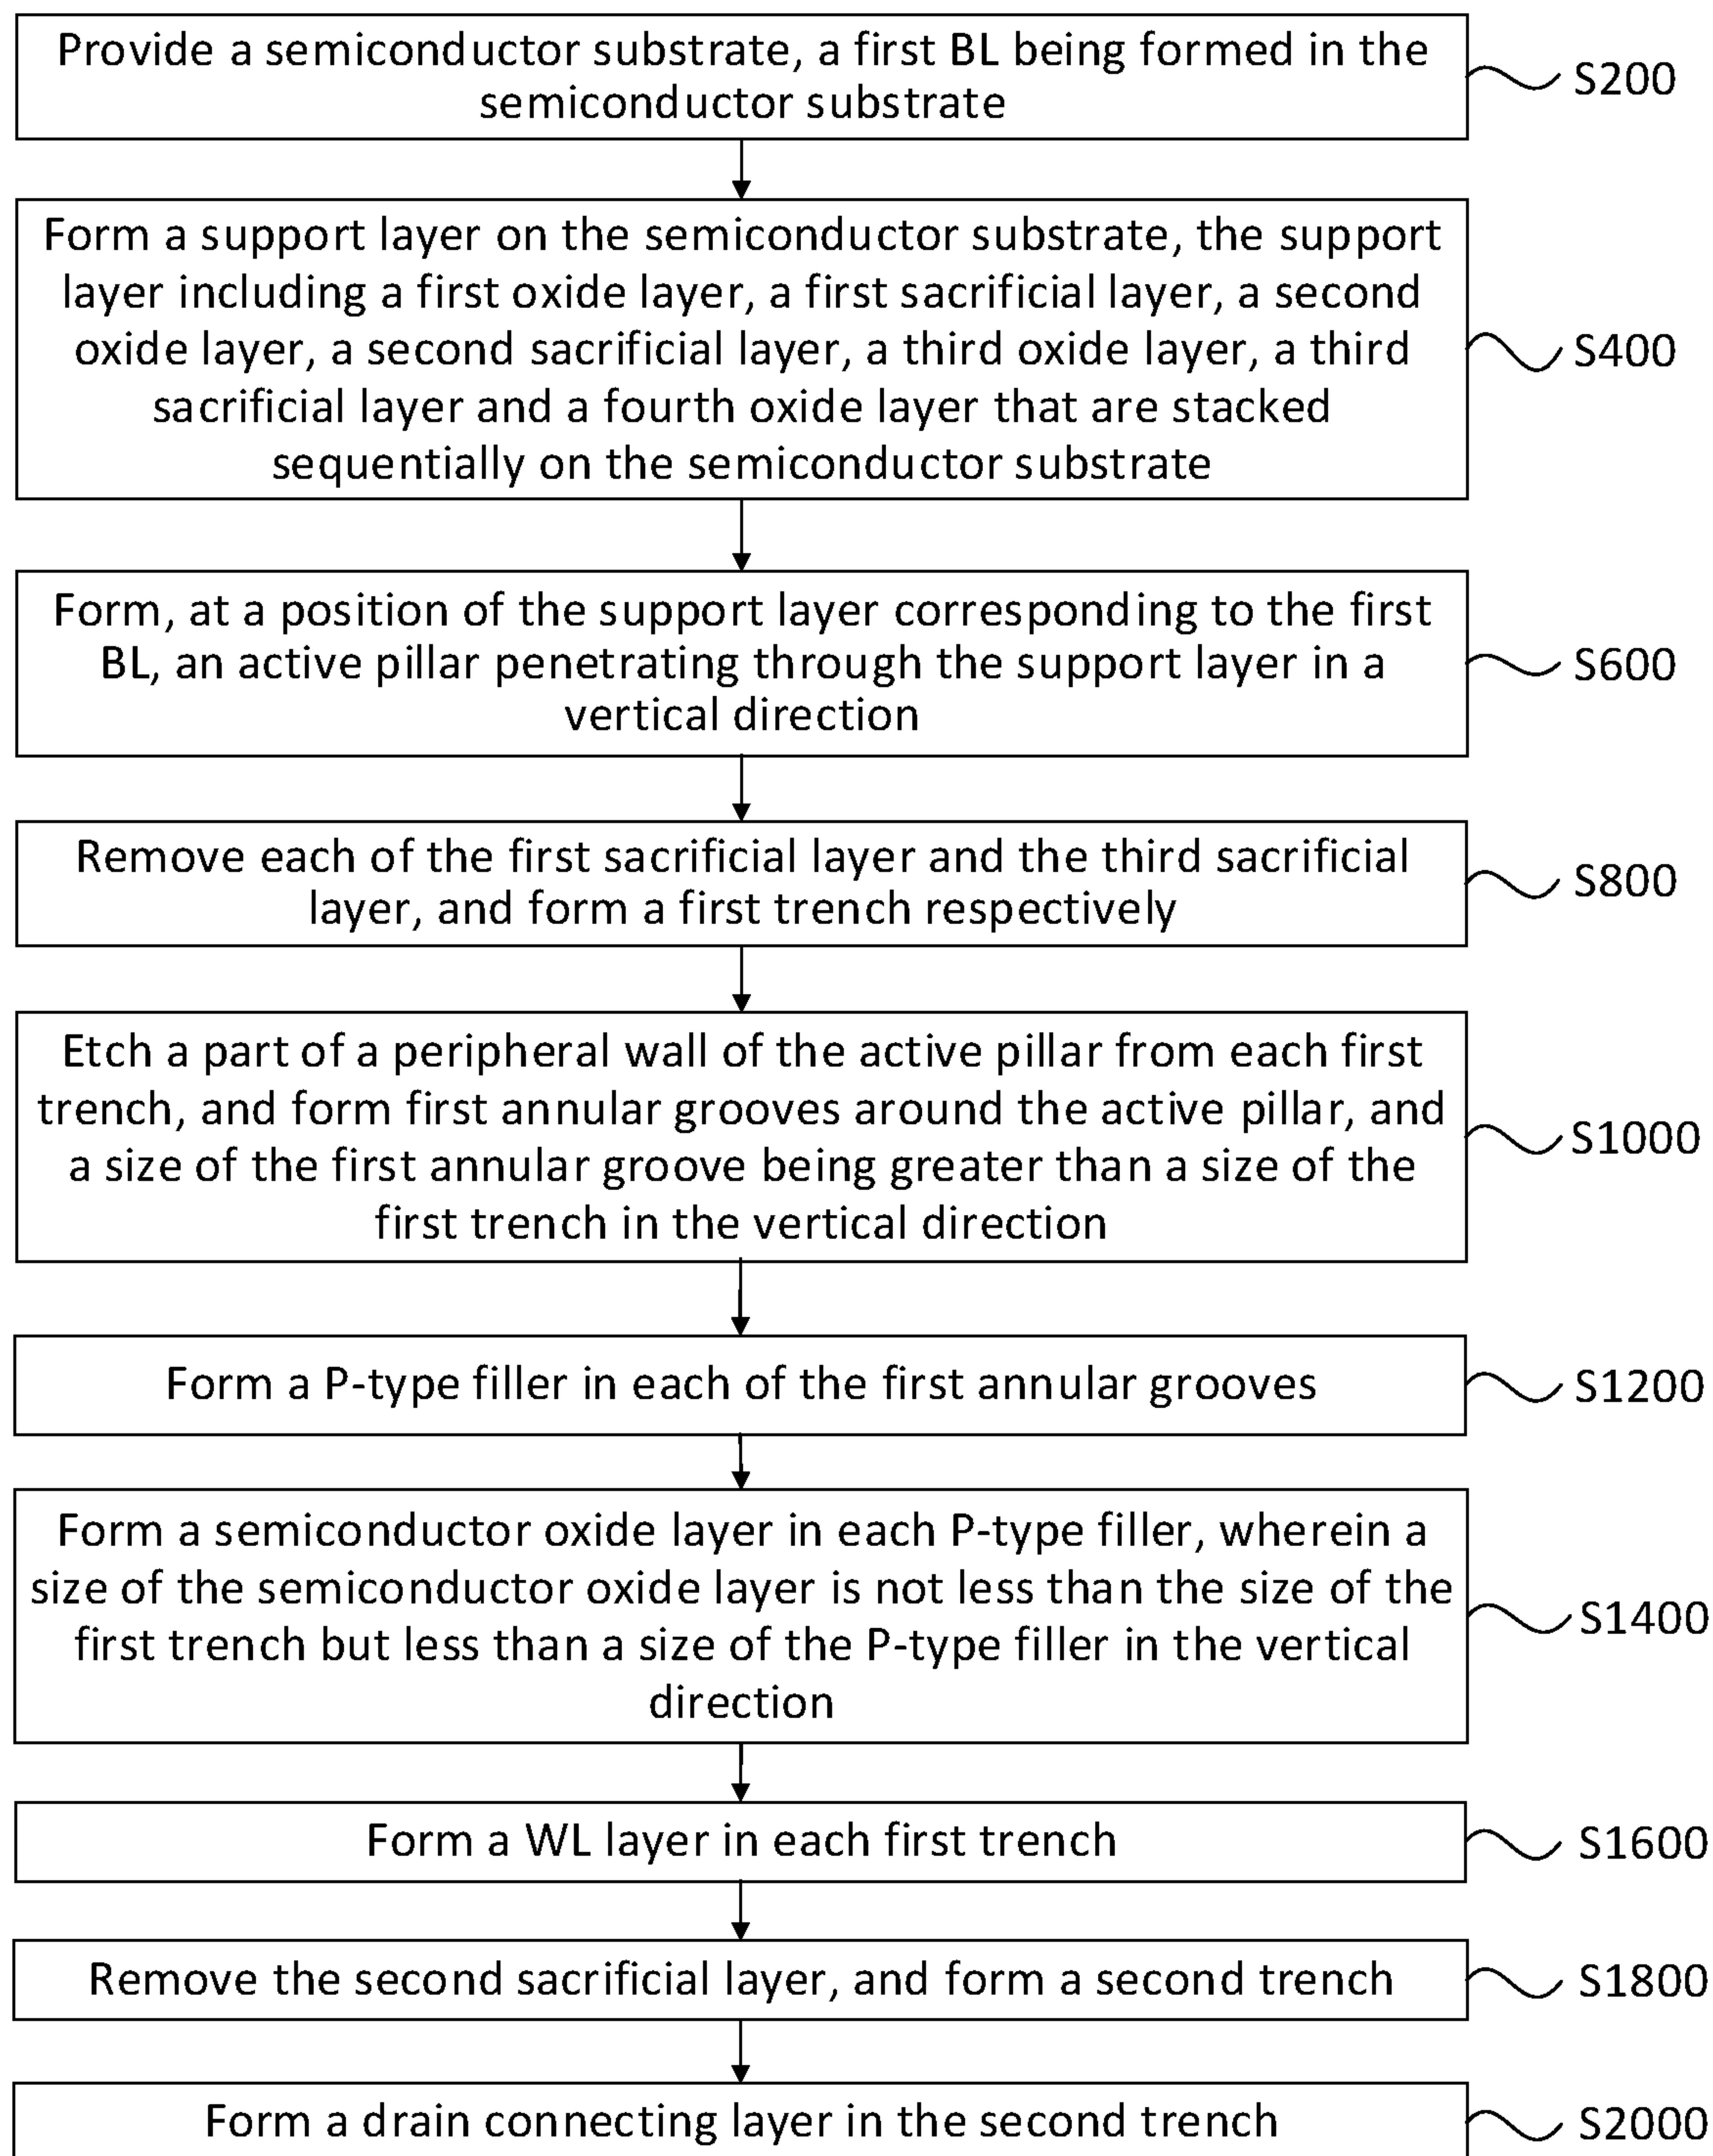 Provide a semiconductor substrate, a first BL being formed in the
semiconductor substrate
S200
Form a support layer on the semiconductor substrate, the support
layer including a first oxide layer, a first sacrificial layer, a second
oxide layer, a second sacrificial layer, a third oxide layer, a third
sacrificial layer and a fourth oxide layer that are stacked
sequentially on the semiconductor substrate
S400
Form, at a position of the support layer corresponding to the first
BL, an active pillar penetrating through the support layer in a
vertical direction
S600
Remove each of the first sacrificial layer and the third sacrificial
layer, and form a first trench respectively
S800
Etch a part of a peripheral wall of the active pillar from each first
trench, and form first annular grooves around the active pillar, and
a size of the first annular groove being greater than a size of the
first trench in the vertical direction
S1000
Form a P-type filler in each of the first annular grooves
S1200
Form a semiconductor oxide layer in each P-type filler, wherein a
size of the semiconductor oxide layer is not less than the size of the
first trench but less than a size of the P-type filler in the vertical
direction
S1400
Form a WL layer in each first trench
S1600
Remove the second sacrificial layer, and form a second trench
S1800
Form a drain connecting layer in the second trench
S2000